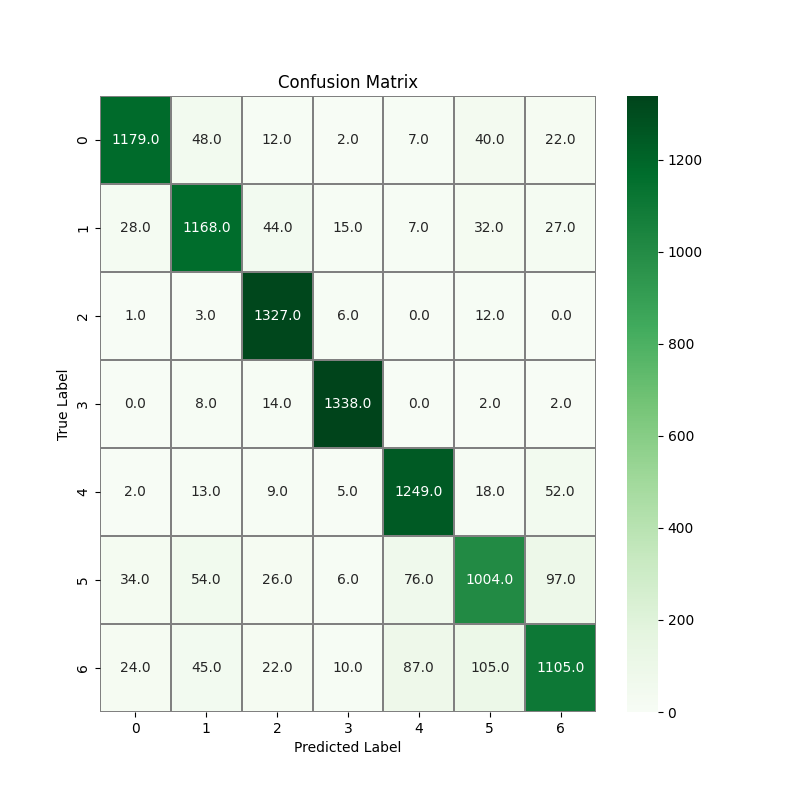 Confusion Matrix
0 1179.0 48.0 12.0 2.0 7.0 40.0 22.0
1 28.0 1168.0 44.0 15.0 7.0 32.0 27.0
2 1.0 3.0 1327.0 6.0 0.0 12.0 0.0
3 0.0 8.0 14.0 1338.0 0.0 2.0 2.0
4 2.0 13.0 9.0 5.0 1249.0 18.0 52.0
5 34.0 54.0 26.0 6.0 76.0 1004.0 97.0
6 24.0 45.0 22.0 10.0 87.0 105.0 1105.0
0 1 2 3 4 5 6
Predicted Label
True Label
1200
1000
800
600
400
200
0